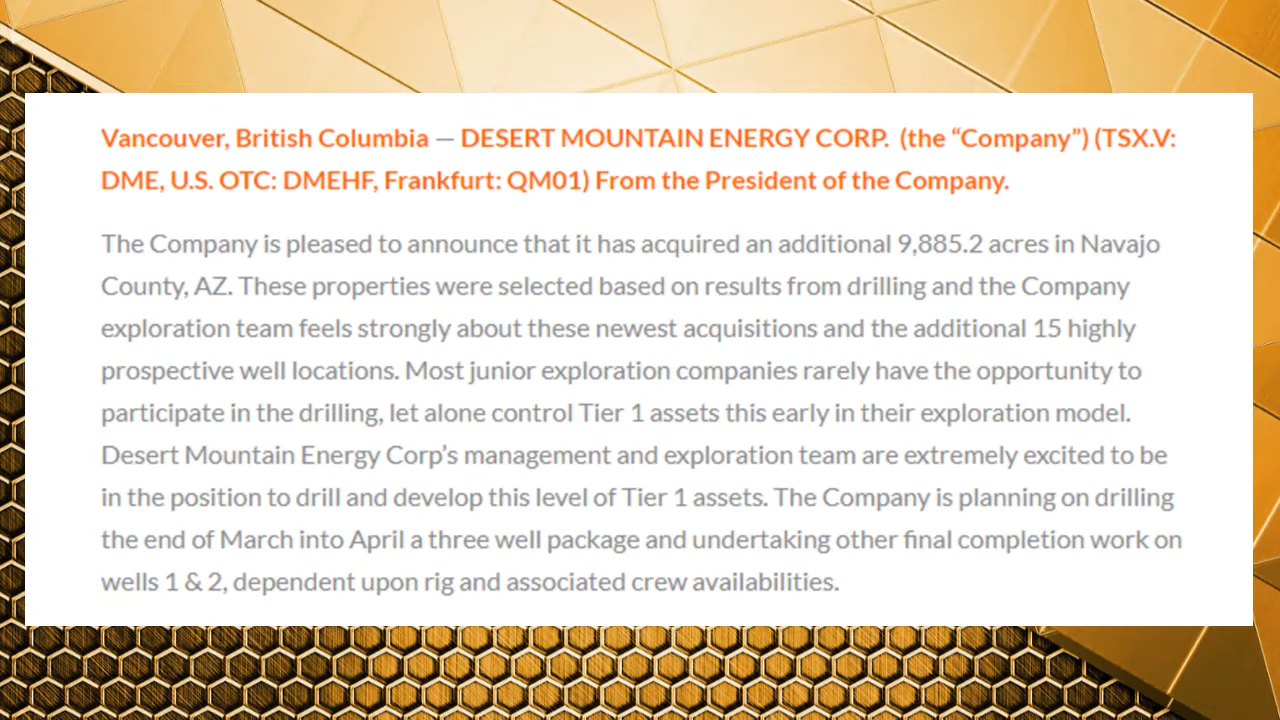 Vancouver, British Columbia — DESERT MOUNTAIN ENERGY CORP. (the “Company”) (TSX.V:
DME, U.S. OTC: DMEHF, Frankfurt: QM01) From the President of the Company.
The Company is pleased to announce that it has acquired an additional 9,885.2 acres in Navajo
County, AZ. These properties were selected based on results from drilling and the Company
exploration team feels strongly about these newest acquisitions and the additional 15 highly
prospective well locations. Most junior exploration companies rarely have the opportunity to
participate in the drilling, let alone control Tier 1 assets this early in their exploration model.
Desert Mountain Energy Corp’s management and exploration team are extremely excited to be
in the position to drill and develop this level of Tier 1 assets. The Company is planning on drilling
the end of March into April a three well package and undertaking other final completion work on
wells 1 & 2, dependent upon rig and associated crew availabilities.